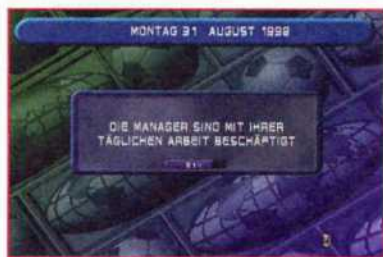 MONTAG 31 AUGUST 1998
DIE MANAGER SIND MIT IHRER
TÄGLICHEN ARBEIT BESCHÄFTIGT